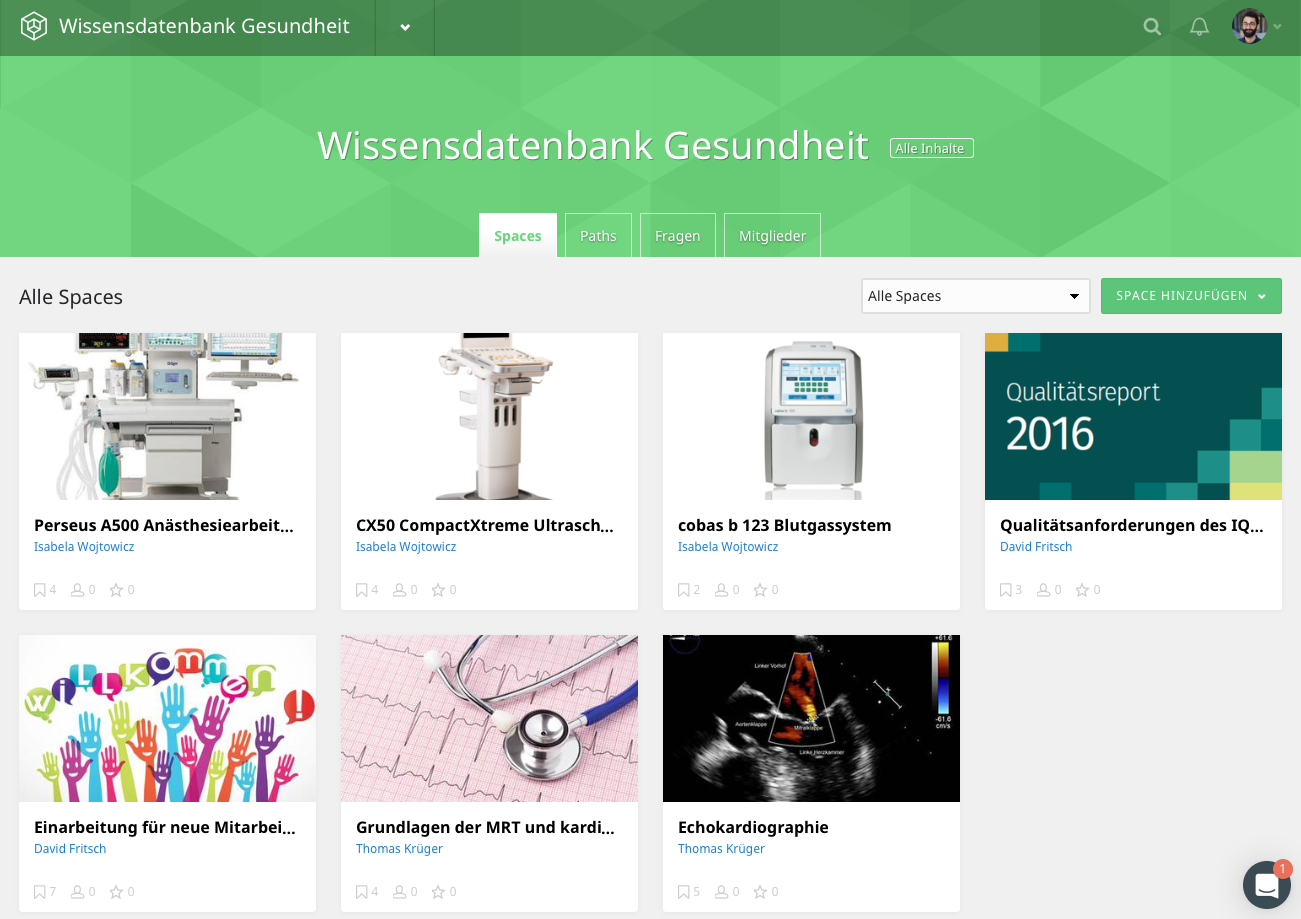 Wissensdatenbank Gesundheit
Wissensdatenbank Gesundheit Alle Inhalte
Spaces Paths Fragen Mitglieder
Alle Spaces
Alle Spaces SPACE HINZUFÜGEN
Dräger
Qualitätsreport
2016
Perseus A500 Anästhesiearbeit...
Isabela Wojtowicz
4 0 0
CX50 CompactXtreme Ultrasch...
Isabela Wojtowicz
4 0 0
cobas b 123 Blutgassystem
Isabela Wojtowicz
2 0 0
Qualitätsanforderungen des IQ...
David Fritsch
3 0 0
Willkommen!
Einarbeitung für neue Mitarbei...
David Fritsch
7 0 0
Grundlagen der MRT und kardi...
Thomas Krüger
4 0 0
+61.6
Linker Vorhof
Aortenklappe
Mitralklappe
Linke Herzkammer
-61.6
cm/s
Echokardiographie
Thomas Krüger
5 0 0
1